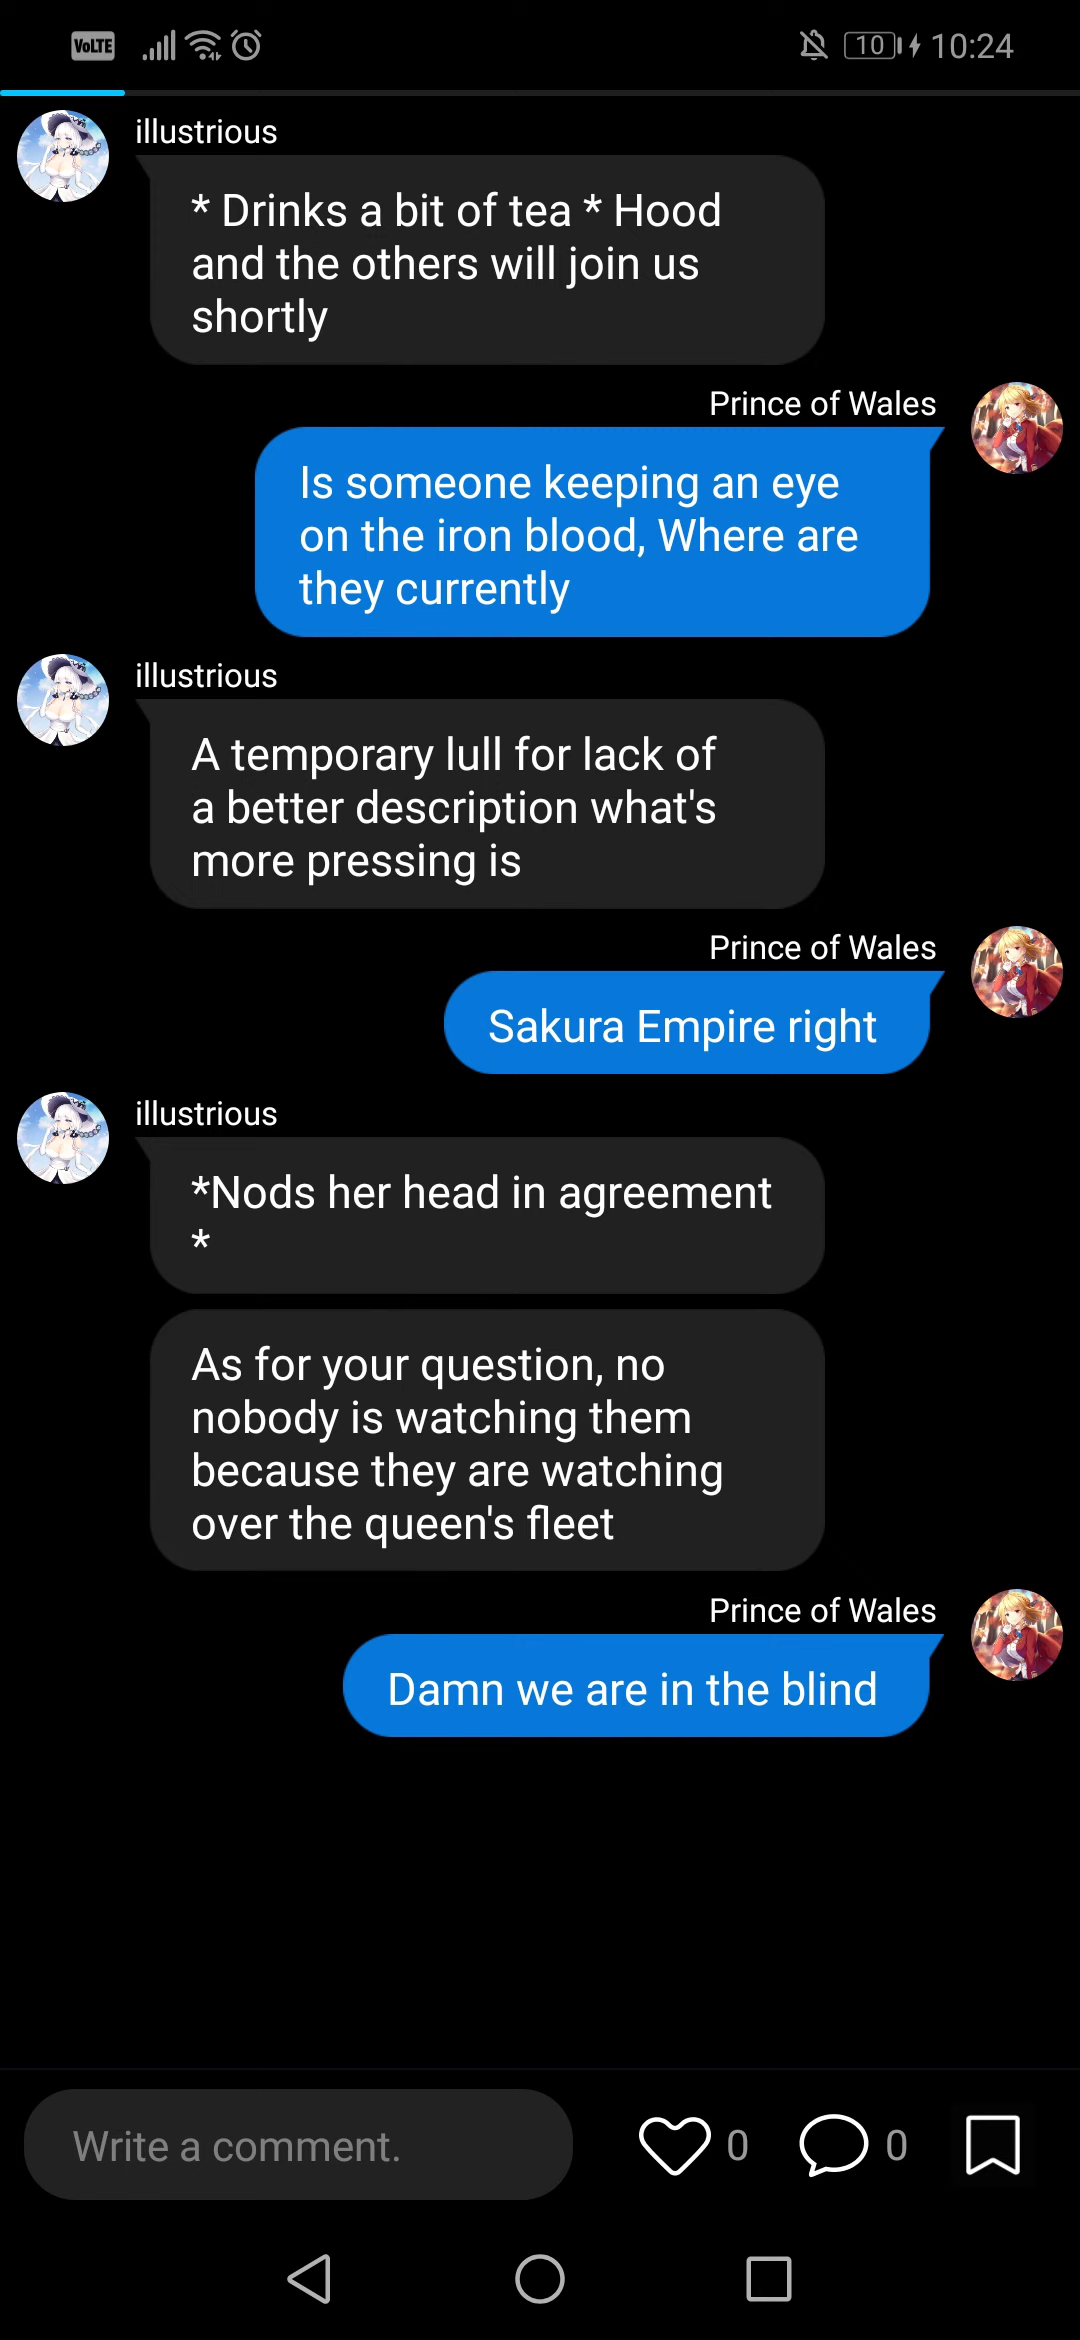 VoLTE 10 10:24
illustrious
* Drinks a bit of tea * Hood
and the others will join us
shortly
Prince of Wales
Is someone keeping an eye
on the iron blood, Where are
they currently
illustrious
A temporary lull for lack of
a better description what's
more pressing is
Prince of Wales
Sakura Empire right
illustrious
*Nods her head in agreement
*
As for your question, no
nobody is watching them
because they are watching
over the queen's fleet
Prince of Wales
Damn we are in the blind
Write a comment. 0 0